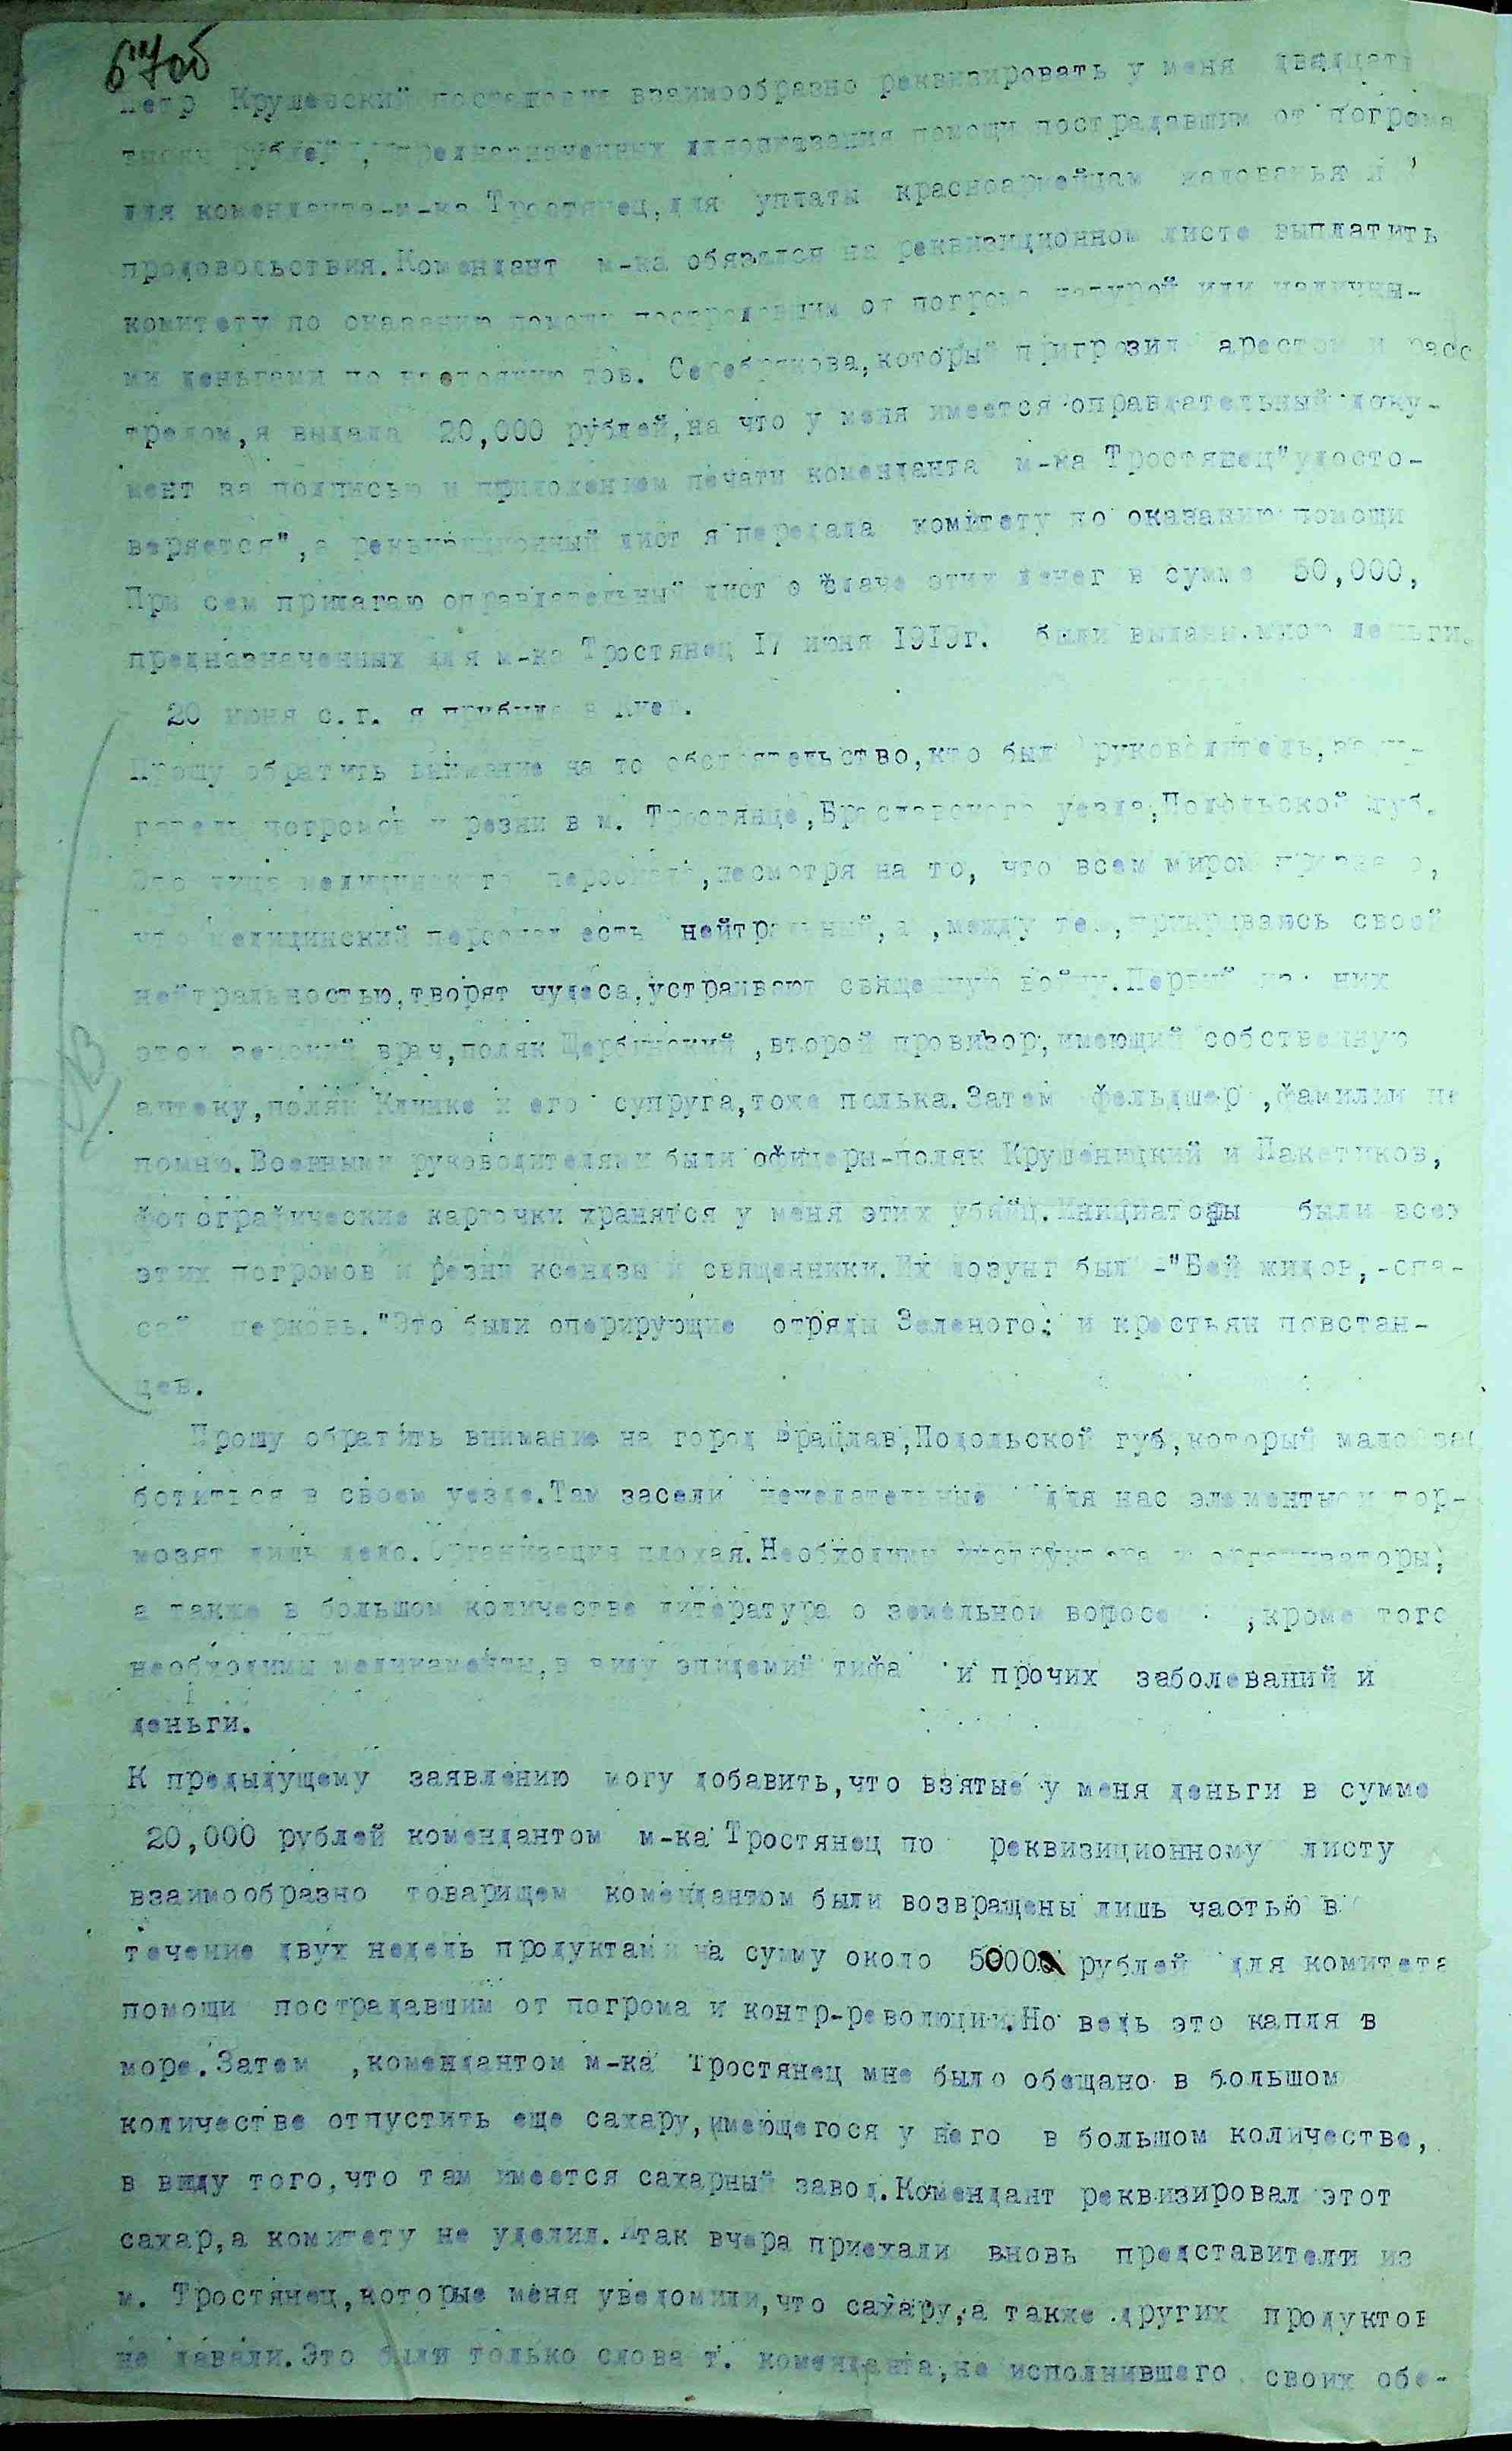 67об
Петр Крушевский постановил взаимообразно реквизировать у меня двадцать
тысяч рублей, предназначенных для оказания помощи пострадавшим от погрома
для коменданта-м-ка Тростянец, для уплаты красноармейцам жалованья и
продовольствия. Комендант м-ка обязался на реквизиционном листе выплатить
комитету по оказанию помощи пострадавшим от погрома натурой или наличны-
ми деньгами по настоянию тов. Серебрякова, который пригрозил арестом и расс
трелом, я выдала 20,000 рублей, на что у меня имеется оправдательный доку-
мент за подписью и приложением печати коменданта м-ка Тростянец "удосто-
веряется", а реквизиционный лист я передала комитету по оказанию помощи
При сем прилагаю оправдательный лист о сдаче этих денег в сумме 50,000,
предназначенных для м-ка Тростянец 17 июня 1919г. были выданы мною деньги.
20 июня с.г. я прибыла в Киев.
Прошу обратить внимание на то обстоятельство, кто был руководитель,
погромов и резни в м. Тростянце, Брацлавского уезда, Подольской губ.
Это лица медицинск персонал, несмотря на то, что всем миром признано,
что медицинский персонал есть нейтральный, а, между тем, прикрываясь своей
нейтральностью, творят чудеса, устраивают священную войну. Первый из них
этот земский врач, поляк Щербинский, второй провизор, имеющий собственную
аптеку, поляк Климке и его супруга, тоже полька. Затем фельдшер, фамилии не
помню. Военными руководителями были офицеры-поляк Крушеницкий и Пакетиков,
фотографические карточки хранятся у меня этих убийц. Инициаторы были всех
этих погромов и резни ксендзы и священники. Их лозунг был -"Бей жидов,-спа-
сай церковь." Это были оперирующие отряды Зеленого: и крестьян повстан-
цев.
Прошу обратить внимание на город Брацлав, Подольской губ, который мало за
ботиться в своем уезде. Там засели нежелательные для нас элементы и тор-
мозят лишь дело. Организация плохая. Необходимы инструктора и организаторы,
а также в большом количестве литература о земельном вопосе , кроме того
необходимы медикаменты, в виду эпидемий тифа и прочих заболеваний и
деньги.
К предыдущему заявлению могу добавить, что взятые у меня деньги в сумме
20,000 рублей комендантом м-ка Тростянец по реквизиционному листу
взаимообразно товарищем комендантом были возвращены лишь частью в
течение двух недель продуктами на сумму около 5000 рублей для комитета
помощи пострадавшим от погрома и контр-революции. Но ведь это капля в
море. Затем , комендантом м-ка Тростянец мне было обещано в большом
количестве отпустить еще сахару, имеющегося у него в большом количестве,
в виду того, что там имеется сахарный завод. Комендант реквизировал этот
сахар, а комитету не уделил. Итак вчера приехали вновь представители из
м. Тростянец, которые меня уведомили, что сахару, а также других продуктов
не давали. Это были только слова т. коменданта, не исполнившего своих обе-